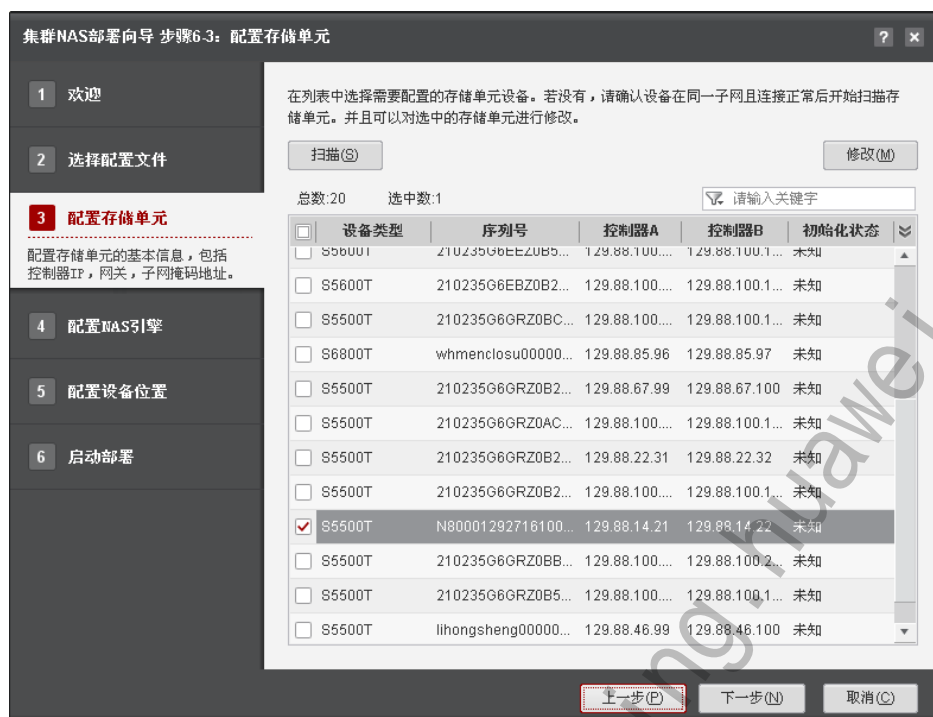 集群NAS部署向导 步骤6-3：配置存储单元
? ×
1 欢迎
2 选择配置文件
3 配置存储单元
配置存储单元的基本信息，包括
控制器IP，网关，子网掩码地址。
4 配置NAS引擎
5 配置设备位置
6 启动部署
在列表中选择需要配置的存储单元设备。若没有，请确认设备在同一子网且连接正常后开始扫描存
储单元。并且可以对选中的存储单元进行修改。
扫描(S) 修改(M)
总数:20 选中数:1 请输入关键字
设备类型 序列号 控制器A 控制器B 初始化状态
S5600T 210235G6EEZ0B5... 129.88.100.... 129.88.100.1... 未知
S5600T 210235G6EBZ0B2... 129.88.100.... 129.88.100.1... 未知
S5500T 210235G6GRZ0BC... 129.88.100.... 129.88.100.1... 未知
S6800T whmenclosu00000... 129.88.85.96 129.88.85.97 未知
S5500T 210235G6GRZ0B2... 129.88.67.99 129.88.67.100 未知
S5500T 210235G6GRZ0AC... 129.88.100.... 129.88.100.1... 未知
S5500T 210235G6GRZ0B2... 129.88.22.31 129.88.22.32 未知
S5500T 210235G6GRZ0B2... 129.88.100.... 129.88.100.1... 未知
S5500T N80001292716100... 129.88.14.21 129.88.14.22 未知
S5500T 210235G6GRZ0BB... 129.88.100.... 129.88.100.2... 未知
S5500T 210235G6GRZ0B5... 129.88.100.... 129.88.100.1... 未知
S5500T lihongsheng00000... 129.88.46.99 129.88.46.100 未知
上一步(P) 下一步(N) 取消(C)
ing.huawei.